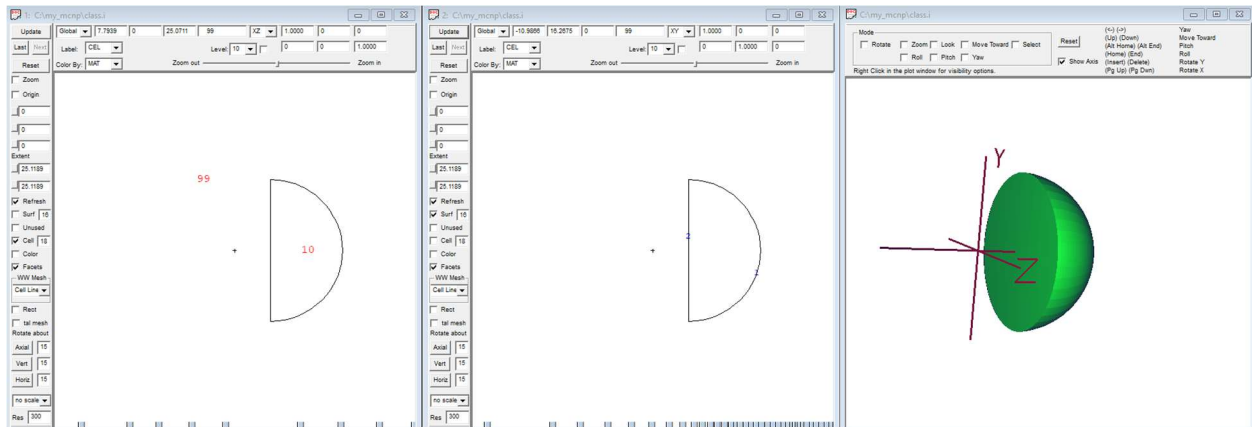 1: C:\my_mcnp\class.i
Update Global 7.7939 0 25.0711 99 XZ 1.0000 0 0
Last Next Label: CEL Level: 10 0 0 1.0000
Reset Color By: MAT Zoom out Zoom in
Zoom
Origin
0
0
0
Extent
25.1189
25.1189
Refresh
Surf 16
Unused
Cell 18
Color
Facets
WW Mesh
Cell Line
Rect
tal mesh
Rotate about
Axial 15
Vert 15
Horiz 15
no scale
Res 300
99
10
2: C:\my_mcnp\class.i
Update Global -10.9866 16.2675 0 99 XY 1.0000 0 0
Last Next Label: CEL Level: 10 0 1.0000 0
Reset Color By: MAT Zoom out Zoom in
Zoom
Origin
0
0
0
Extent
25.1189
25.1189
Refresh
Surf 16
Unused
Cell 18
Color
Facets
WW Mesh
Cell Line
Rect
tal mesh
Rotate about
Axial 15
Vert 15
Horiz 15
no scale
Res 300
2
1
C:\my_mcnp\class.i
Mode
Rotate Zoom Look Move Toward Select
Roll Pitch Yaw
Reset
Show Axis
(<-) (->) Yaw
(Up) (Down) Move Toward
(Alt Home) (Alt End) Pitch
(Home) (End) Roll
(Insert) (Delete) Rotate Y
(Pg Up) (Pg Dwn) Rotate X
Right Click in the plot window for visibility options.
Y
Z